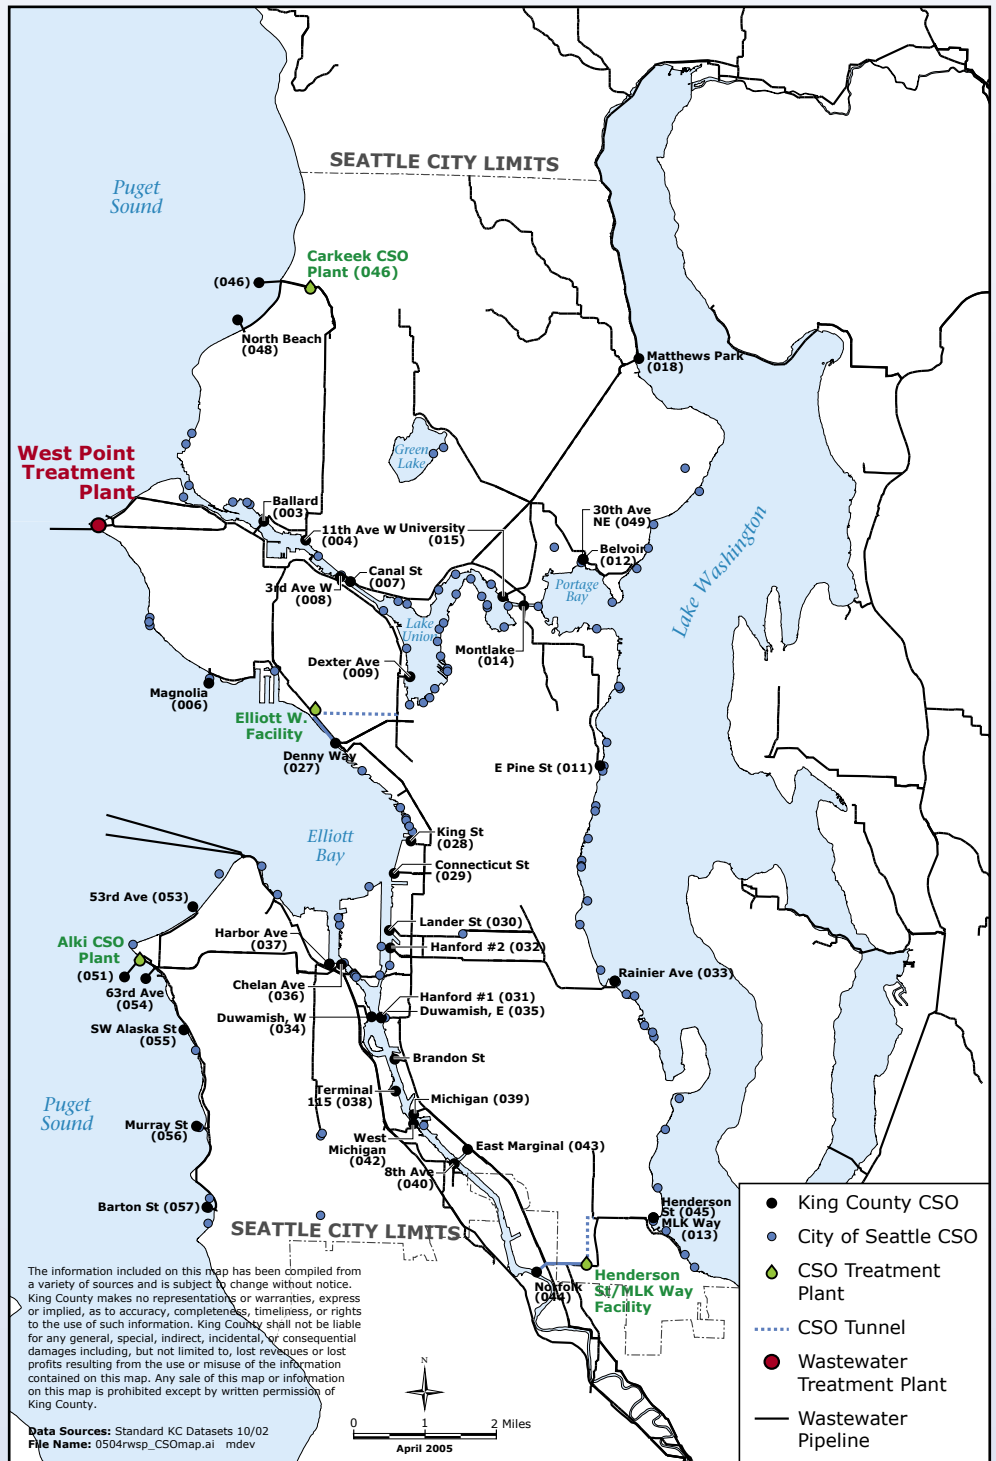 SEATTLE CITY LIMITS
Puget
Sound
Carkeek CSO
Plant (046)
(046)
North Beach
(048)
Matthews Park
(018)
Green
Lake
West Point
Treatment
Plant
Ballard
(003)
11th Ave W
(004)
University
(015)
30th Ave
NE (049)
Belvoir
(012)
Canal St
(007)
3rd Ave W
(008)
Portage
Bay
Lake Washington
Lake
Union
Montlake
(014)
Dexter Ave
(009)
Magnolia
(006)
Elliott W.
Facility
Denny Way
(027)
E Pine St (011)
Elliott
Bay
King St
(028)
Connecticut St
(029)
53rd Ave (053)
Lander St (030)
Harbor Ave
(037)
Hanford #2 (032)
Alki CSO
Plant
(051)
63rd Ave
(054)
Chelan Ave
(036)
Rainier Ave (033)
Hanford #1 (031)
Duwamish, E (035)
Duwamish, W
(034)
SW Alaska St
(055)
Brandon St
Terminal
115 (038)
Michigan (039)
Puget
Sound
Murray St
(056)
West
Michigan
(042)
East Marginal (043)
8th Ave
(040)
Barton St (057)
Henderson
St (045)
MLK Way
(013)
SEATTLE CITY LIMITS
Norfolk
(044)
Henderson
St/MLK Way
Facility
King County CSO
City of Seattle CSO
CSO Treatment
Plant
CSO Tunnel
Wastewater
Treatment Plant
Wastewater
Pipeline
The information included on this map has been compiled from
a variety of sources and is subject to change without notice.
King County makes no representations or warranties, express
or implied, as to accuracy, completeness, timeliness, or rights
to the use of such information. King County shall not be liable
for any general, special, indirect, incidental, or consequential
damages including, but not limited to, lost revenues or lost
profits resulting from the use or misuse of the information
contained on this map. Any sale of this map or information
on this map is prohibited except by written permission of
King County.
Data Sources: Standard KC Datasets 10/02
File Name: 0504rwsp_CSOmap.ai mdev
N
0 1 2 Miles
April 2005